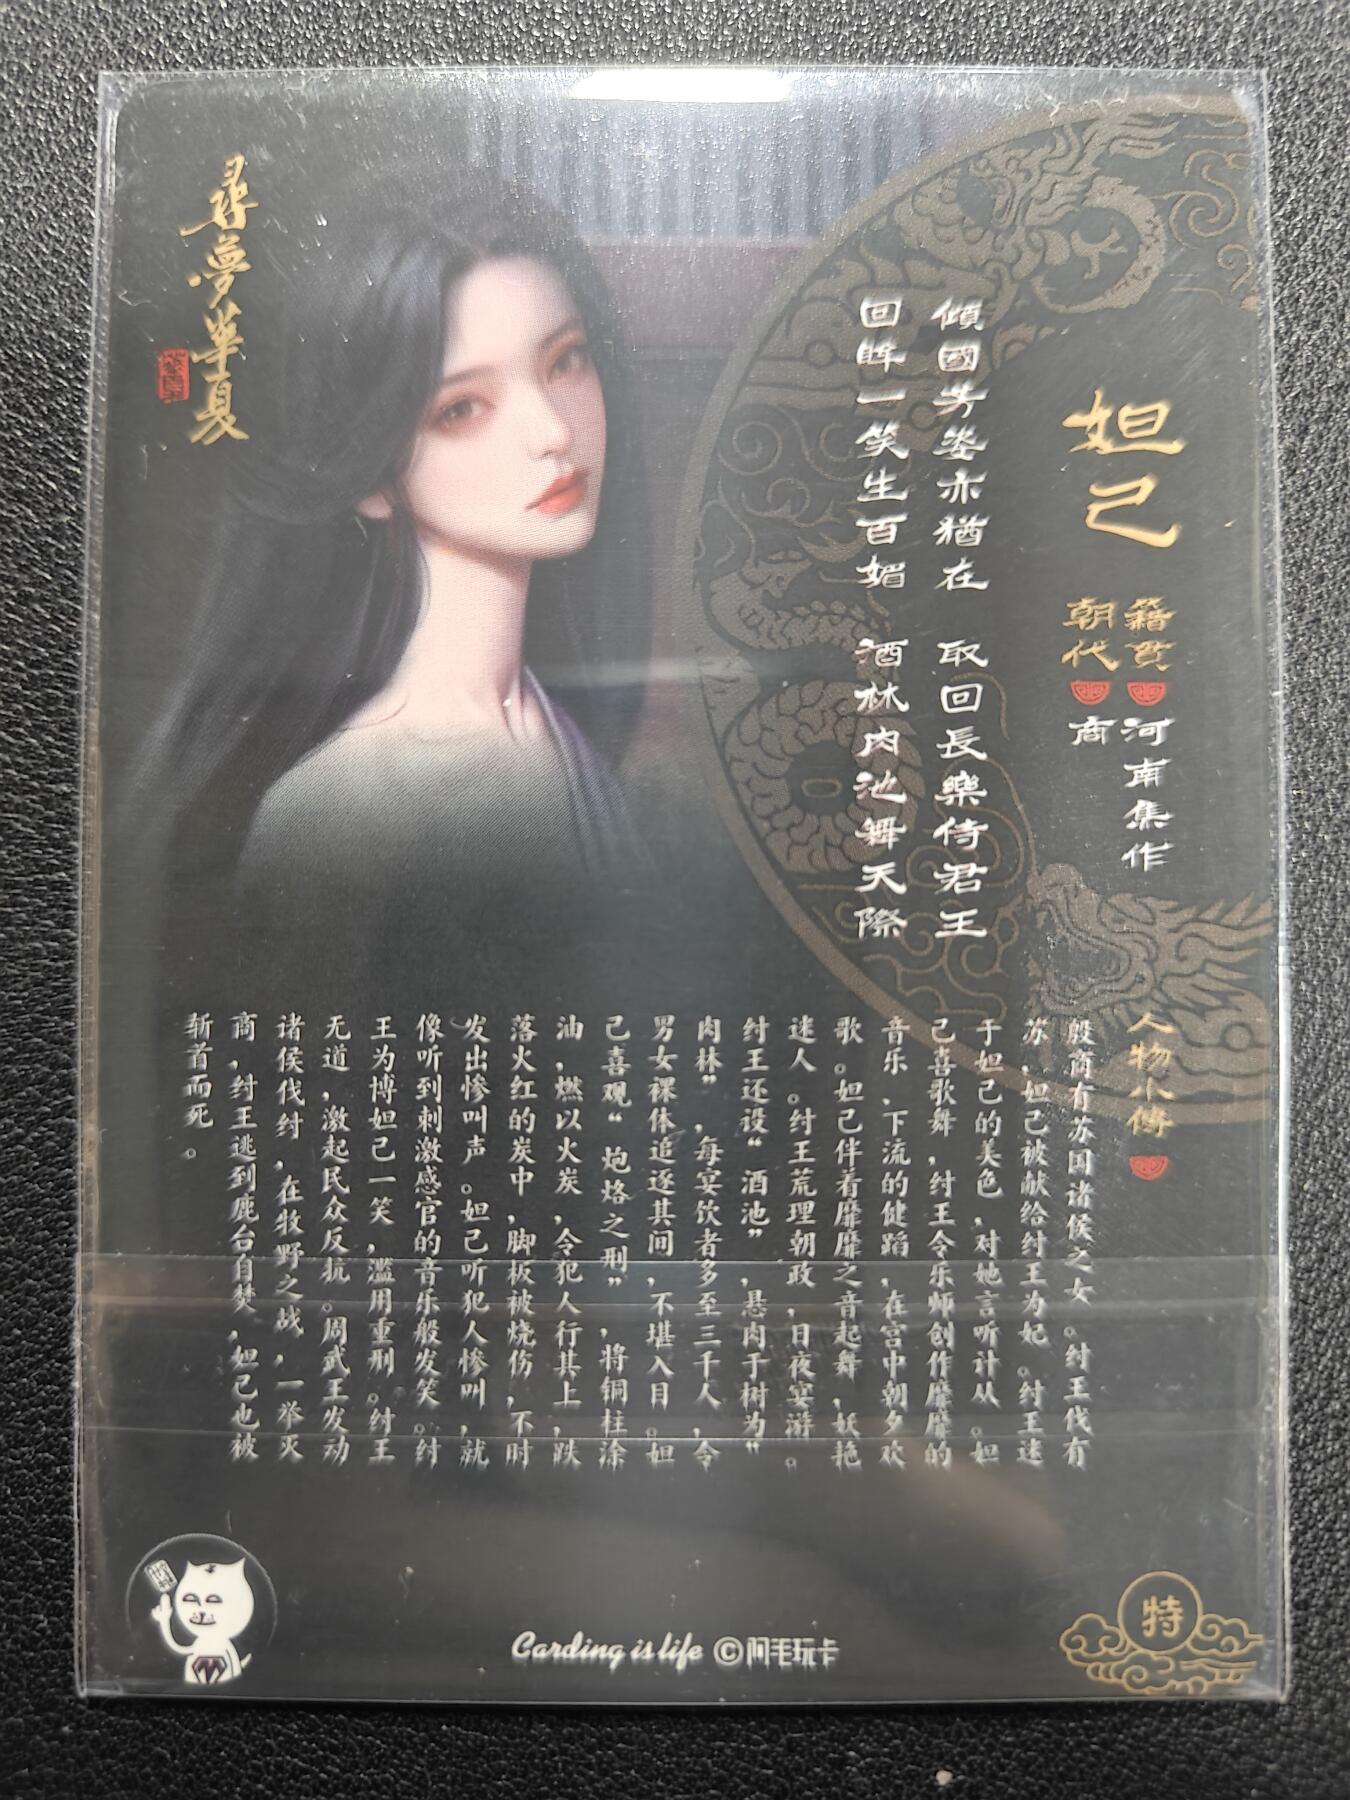 妲己
籍贯 河南焦作
朝代 商
傾國芳姿亦猶在 取回長樂侍君王
回眸一笑生百媚 酒林肉池舞天際
尋夢華夏
人物小傳
殷商有苏国诸侯之女。纣王伐有
苏,妲己被献给纣王为妃。纣王迷
于妲己的美色,对她言听计从。妲
己喜歌舞,纣王令乐师创作靡靡的
音乐、下流的健蹈,在宫中朝夕欢
歌。妲己伴着靡靡之音起舞,妖艳
迷人。纣王荒理朝政,日夜宴游。
纣王还设“酒池”,悬肉于树为“
肉林”,每宴饮者多至三千人,令
男女裸体追逐其间,不堪入目。妲
己喜观“炮烙之刑”,将铜柱涂
油,燃以火炭,令犯人行其上,跌
落火红的炭中,脚板被烧伤,不时
发出惨叫声。妲己听犯人惨叫,就
像听到刺激感官的音乐般发笑。纣
王为博妲己一笑,滥用重刑。纣王
无道,激起民众反抗。周武王发动
诸侯伐纣,在牧野之战,一举灭
商,纣王逃到鹿台自焚,妲己也被
斩首而死。
Carding is life ©阿毛玩卡
特